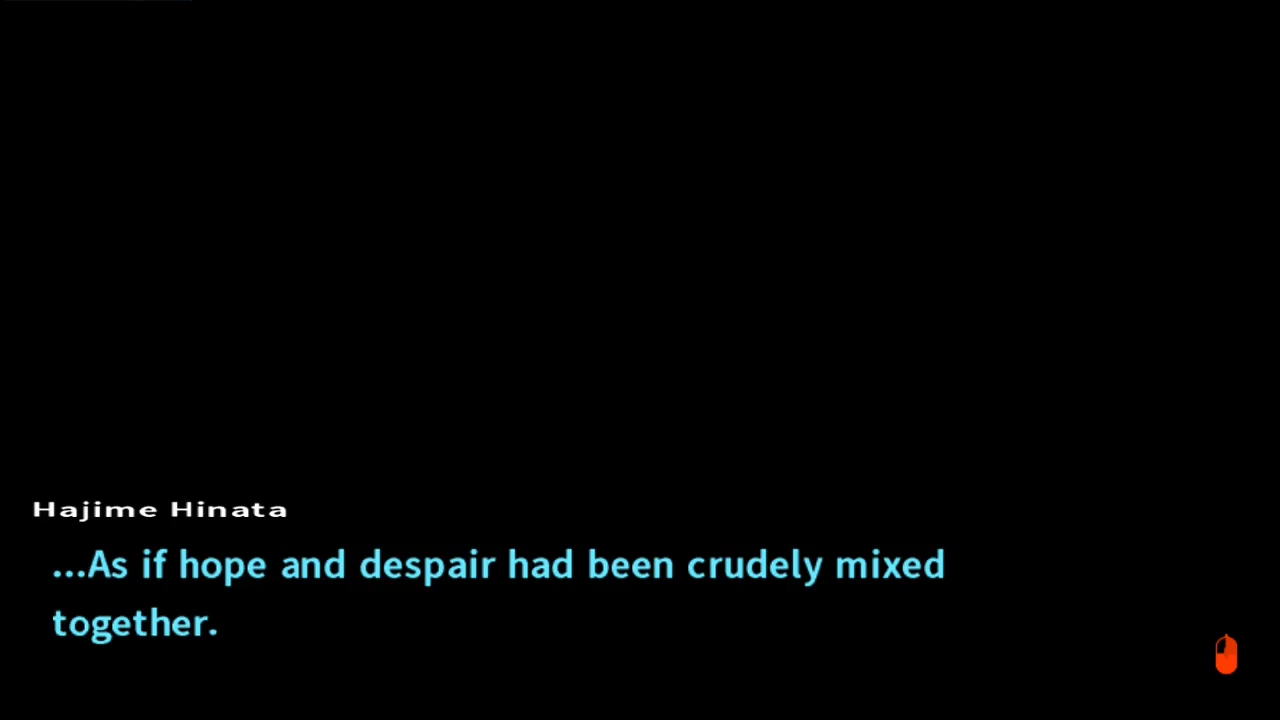 Hajime Hinata
...As if hope and despair had been crudely mixed
together.